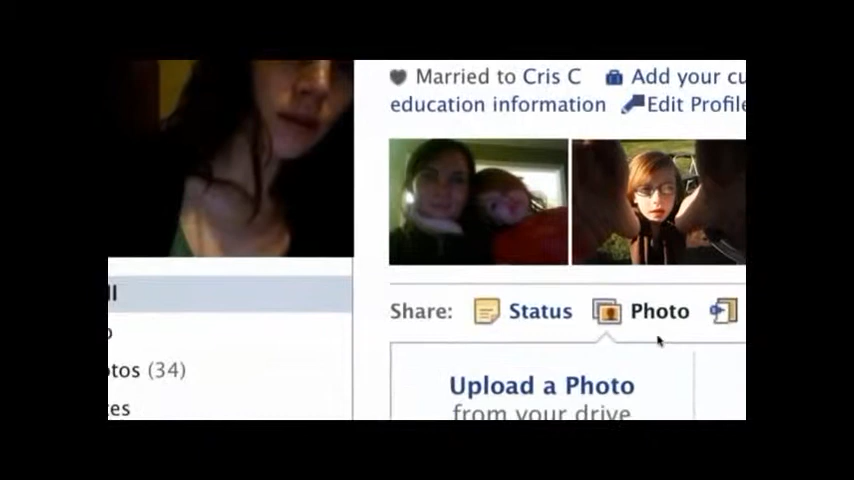 Married to Cris C Add your cu
education information Edit Profile
ll
Share: Status Photo
o
otos (34)
es
Upload a Photo
from your drive